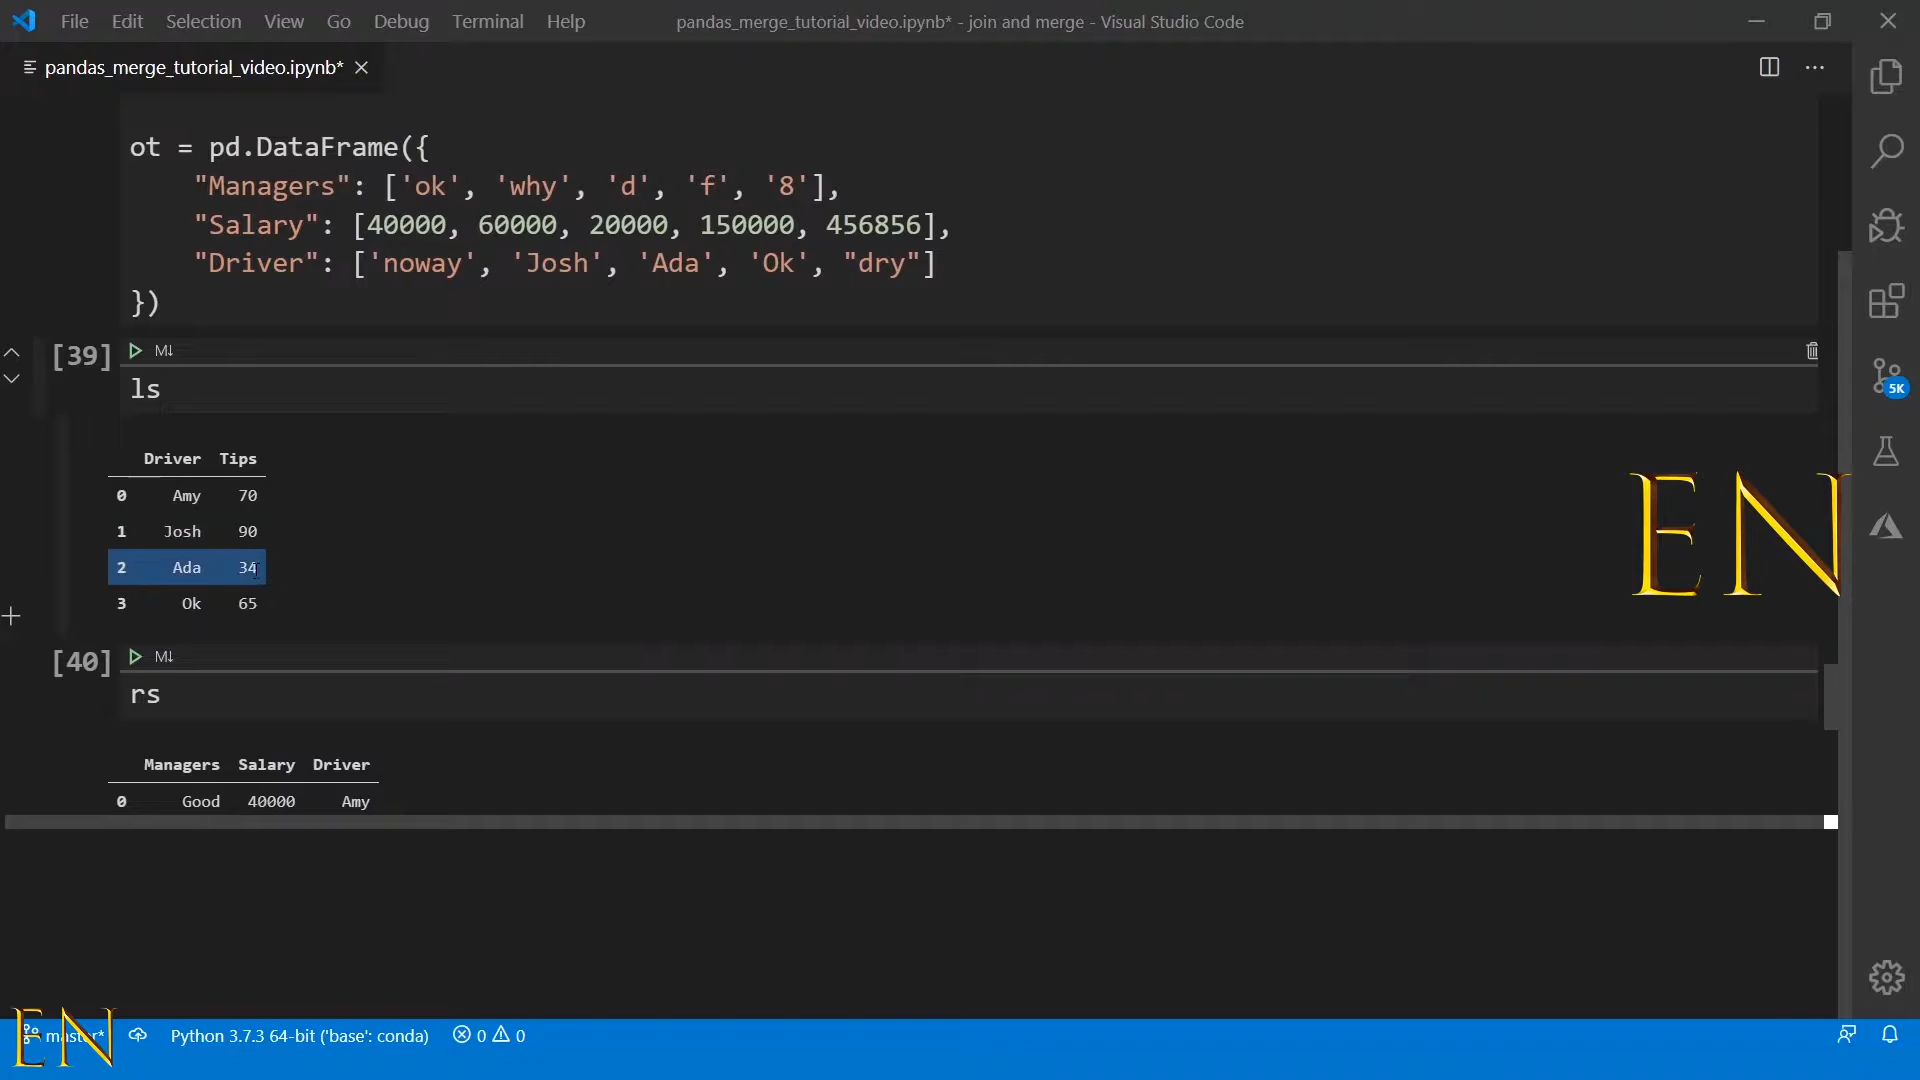 File Edit Selection View Go Debug Terminal Help pandas_merge_tutorial_video.ipynb* - join and merge - Visual Studio Code
pandas_merge_tutorial_video.ipynb*
ot = pd.DataFrame({
"Managers": ['ok', 'why', 'd', 'f', '8'],
"Salary": [40000, 60000, 20000, 150000, 456856],
"Driver": ['noway', 'Josh', 'Ada', 'Ok', "dry"]
})
[39] M↓
ls
5K
Driver Tips
0 Amy 70
1 Josh 90
2 Ada 34
3 Ok 65
EN
[40] M↓
rs
Managers Salary Driver
0 Good 40000 Amy
EN
master* Python 3.7.3 64-bit ('base': conda) 0 0